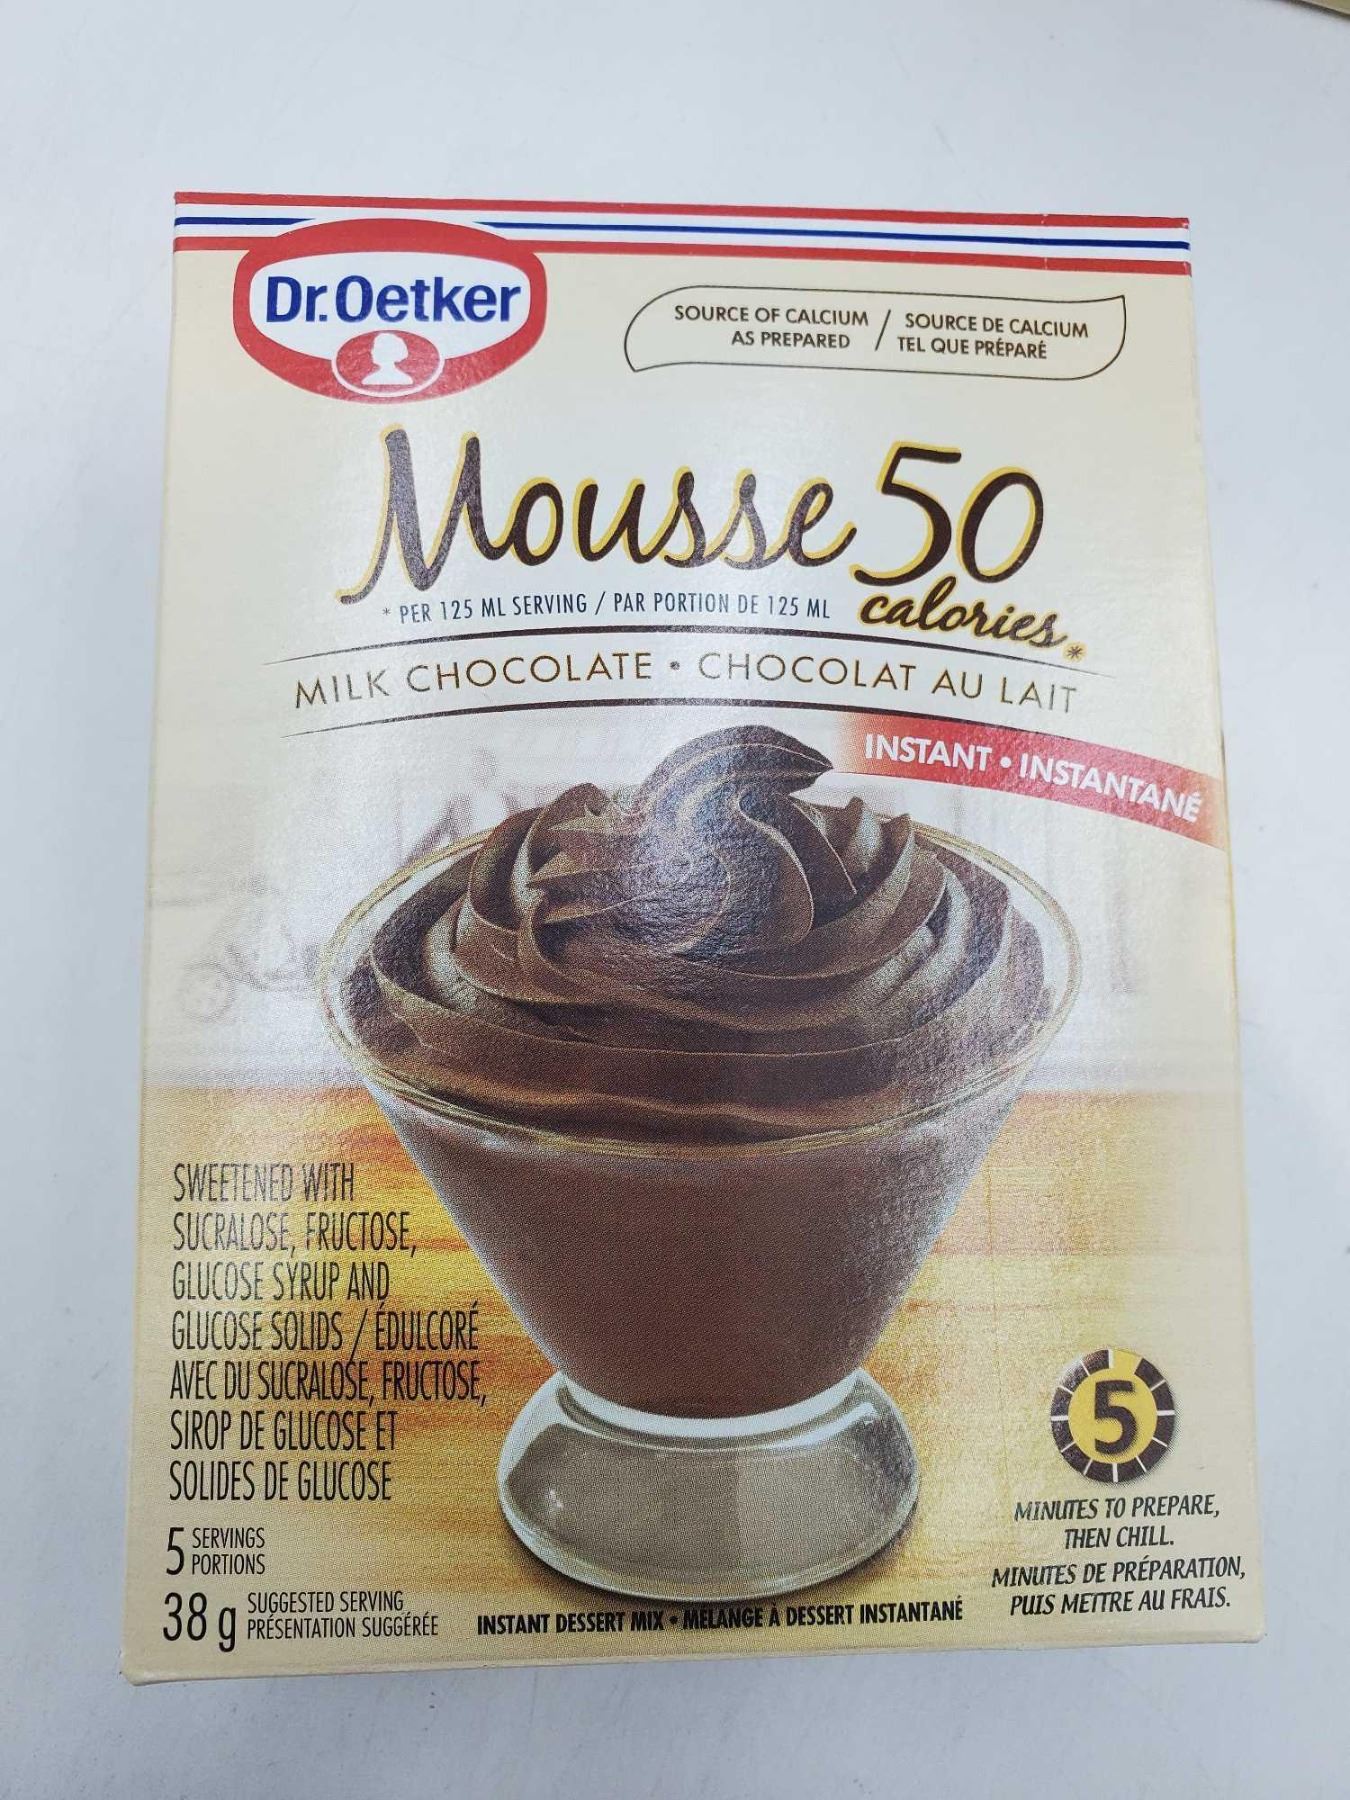 Dr.Oetker
SOURCE OF CALCIUM
AS PREPARED
/
SOURCE DE CALCIUM
TEL QUE PRÉPARÉ
Mousse 50
calories*
* PER 125 ML SERVING / PAR PORTION DE 125 ML
MILK CHOCOLATE • CHOCOLAT AU LAIT
INSTANT • INSTANTANÉ
SWEETENED WITH
SUCRALOSE, FRUCTOSE,
GLUCOSE SYRUP AND
GLUCOSE SOLIDS / ÉDULCORÉ
AVEC DU SUCRALOSE, FRUCTOSE,
SIROP DE GLUCOSE ET
SOLIDES DE GLUCOSE
5 SERVINGS
PORTIONS
38 g SUGGESTED SERVING
PRÉSENTATION SUGGÉRÉE
INSTANT DESSERT MIX • MÉLANGE À DESSERT INSTANTANÉ
5
MINUTES TO PREPARE,
THEN CHILL.
MINUTES DE PRÉPARATION,
PUIS METTRE AU FRAIS.